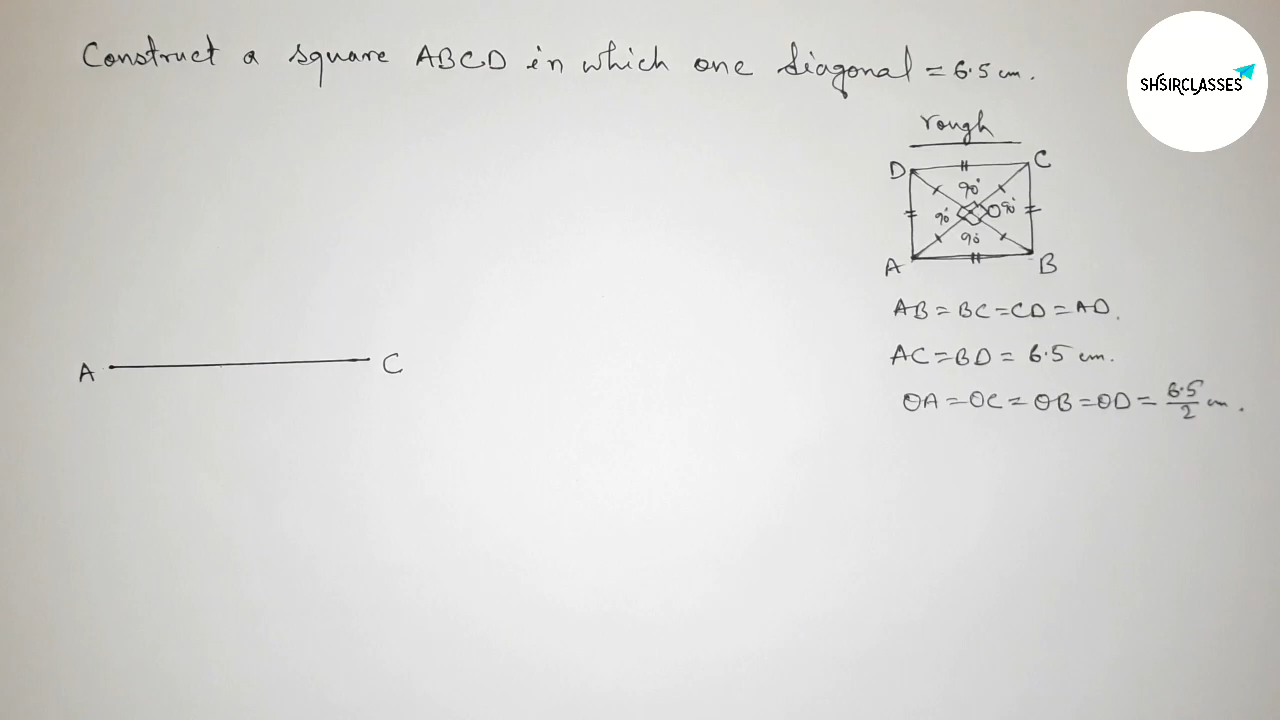 Construct a square ABCD in which one diagonal = 6.5 cm.
SHSIRCLASSES
rough
D C
90°
90° O 90°
90°
A B
AB = BC = CD = AD.
AC = BD = 6.5 cm.
OA = OC = OB = OD = 6.5/2 cm.
A C